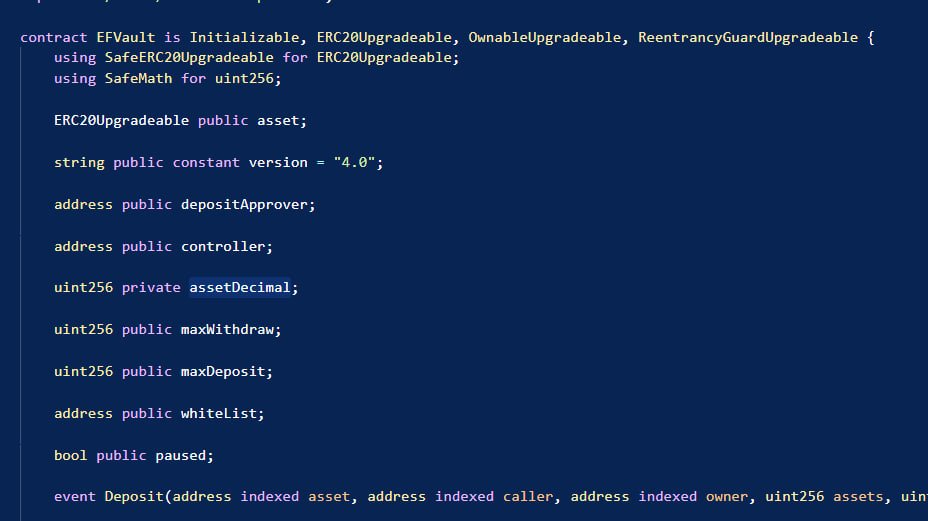 contract EFVault is Initializable, ERC20Upgradeable, OwnableUpgradeable, ReentrancyGuardUpgradeable {
using SafeERC20Upgradeable for ERC20Upgradeable;
using SafeMath for uint256;
ERC20Upgradeable public asset;
string public constant version = "4.0";
address public depositApprover;
address public controller;
uint256 private assetDecimal;
uint256 public maxWithdraw;
uint256 public maxDeposit;
address public whiteList;
bool public paused;
event Deposit(address indexed asset, address indexed caller, address indexed owner, uint256 assets,